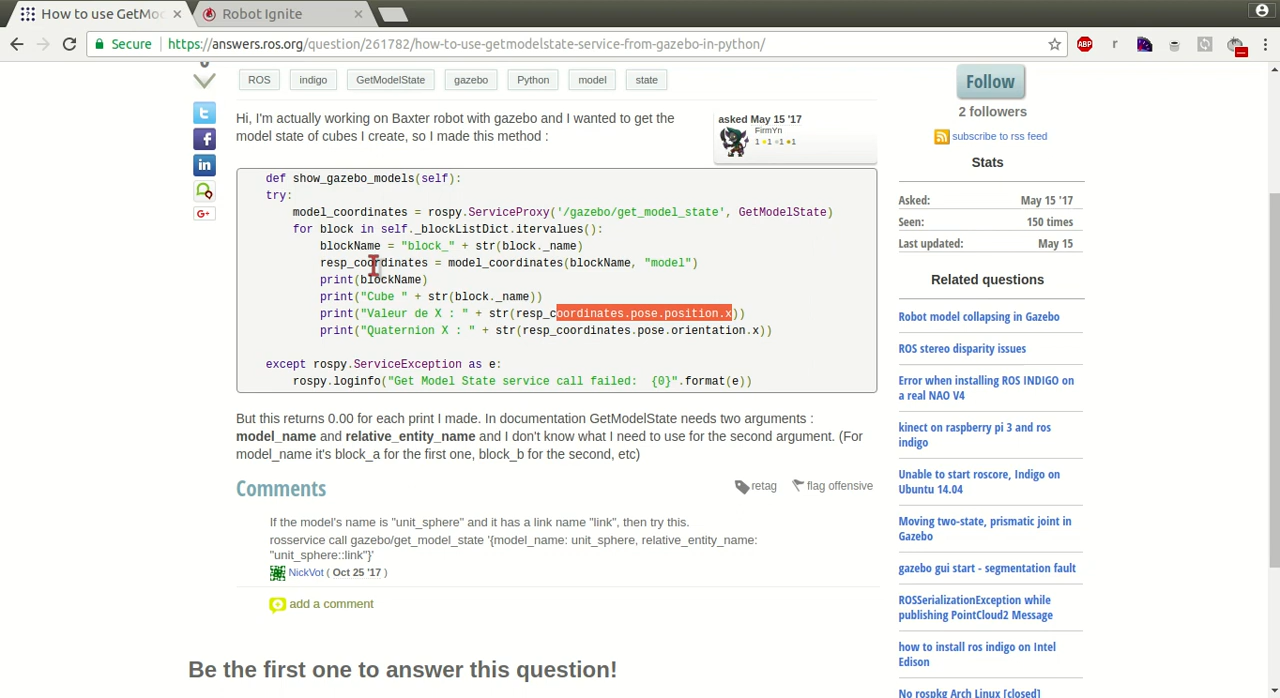 How to use GetMod
Robot Ignite
Secure
https://answers.ros.org/question/261782/how-to-use-getmodelstate-service-from-gazebo-in-python/
ABP
r
ROS
indigo
GetModelState
gazebo
Python
model
state
Hi, I'm actually working on Baxter robot with gazebo and I wanted to get the
model state of cubes I create, so I made this method :
asked May 15 '17
FirmYn
1 1 1 1
def show_gazebo_models(self):
try:
model_coordinates = rospy.ServiceProxy('/gazebo/get_model_state', GetModelState)
for block in self._blockListDict.itervalues():
blockName = "block_" + str(block._name)
resp_coordinates = model_coordinates(blockName, "model")
print(blockName)
print("Cube " + str(block._name))
print("Valeur de X : " + str(resp_coordinates.pose.position.x))
print("Quaternion X : " + str(resp_coordinates.pose.orientation.x))
except rospy.ServiceException as e:
rospy.loginfo("Get Model State service call failed:  {0}".format(e))
But this returns 0.00 for each print I made. In documentation GetModelState needs two arguments :
model_name and relative_entity_name and I don't know what I need to use for the second argument. (For
model_name it's block_a for the first one, block_b for the second, etc)
Comments
retag
flag offensive
If the model's name is "unit_sphere" and it has a link name "link", then try this.
rosservice call gazebo/get_model_state '{model_name: unit_sphere, relative_entity_name:
"unit_sphere::link"}'
NickVot ( Oct 25 '17 )
add a comment
Be the first one to answer this question!
Follow
2 followers
subscribe to rss feed
Stats
Asked: May 15 '17
Seen: 150 times
Last updated: May 15
Related questions
Robot model collapsing in Gazebo
ROS stereo disparity issues
Error when installing ROS INDIGO on
a real NAO V4
kinect on raspberry pi 3 and ros
indigo
Unable to start roscore, Indigo on
Ubuntu 14.04
Moving two-state, prismatic joint in
Gazebo
gazebo gui start - segmentation fault
ROSSerializationException while
publishing PointCloud2 Message
how to install ros indigo on Intel
Edison
No rospkg Arch Linux [closed]